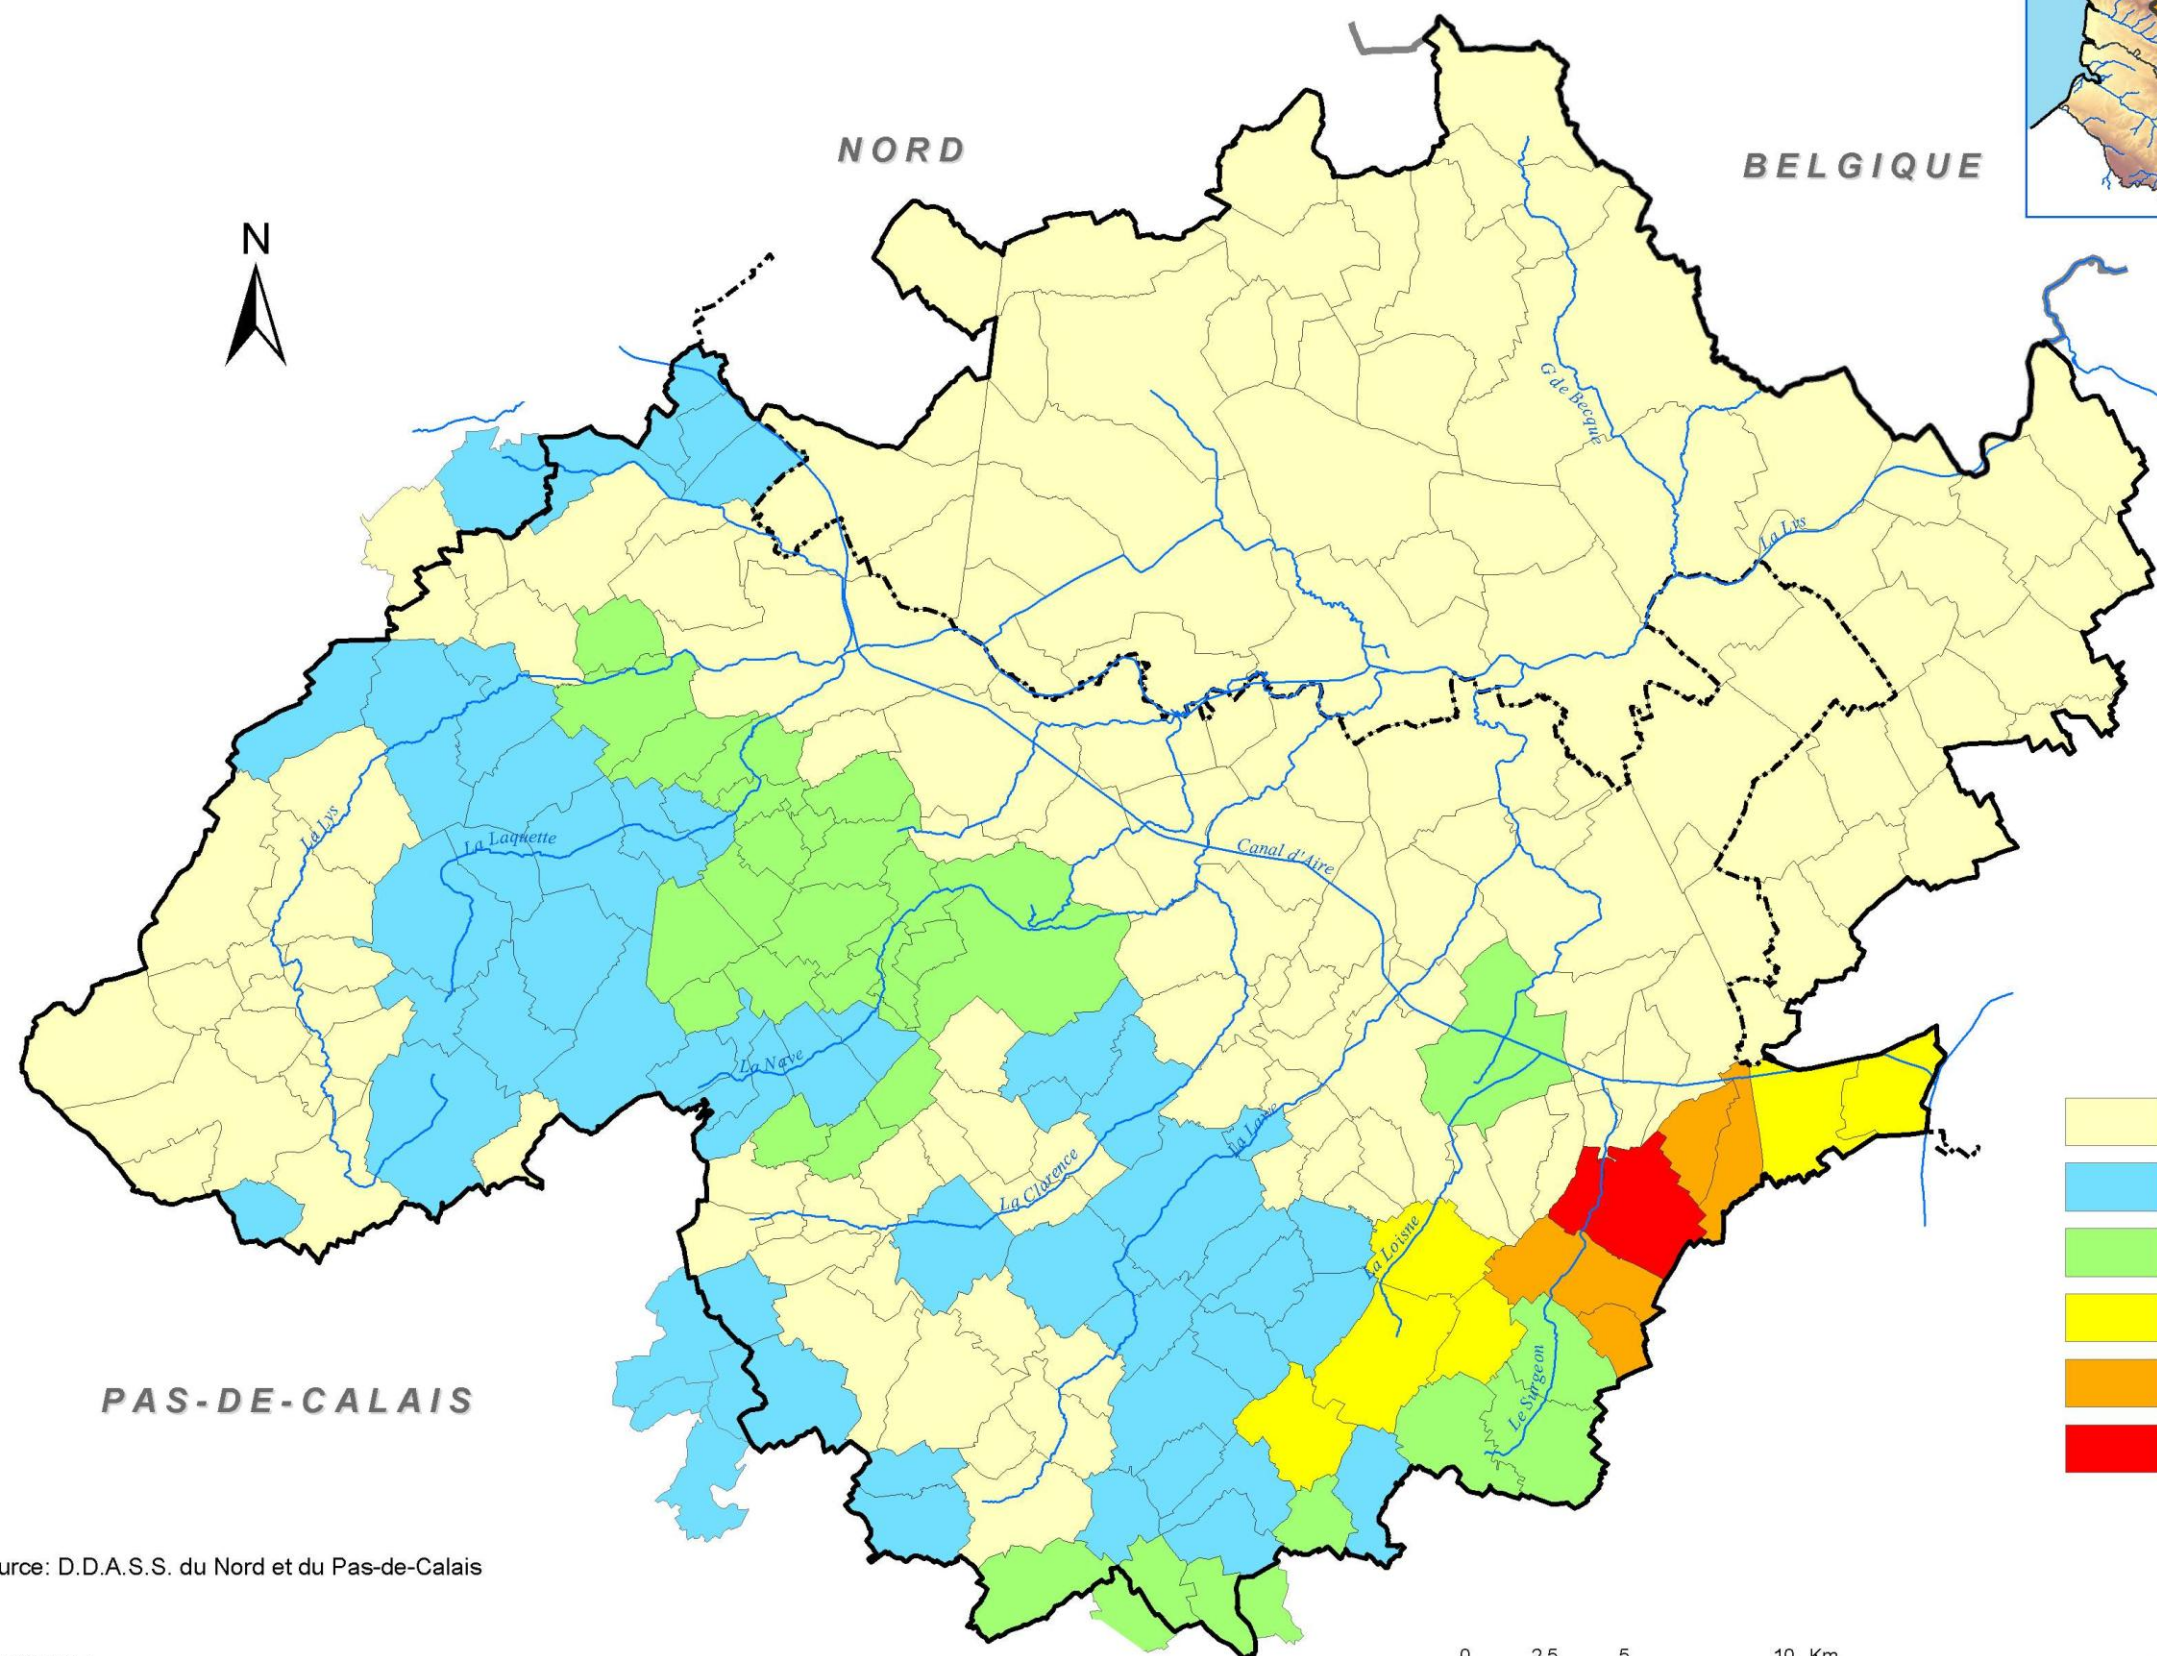 NORD
BELGIQUE
N
Gde Becque
La Lys
La Lys
La Laquette
Canal d'Aire
La Nave
La Lawe
La Clarence
La Loisne
Le Surgeon
PAS-DE-CALAIS
urce: D.D.A.S.S. du Nord et du Pas-de-Calais
0 2,5 5 10 Km